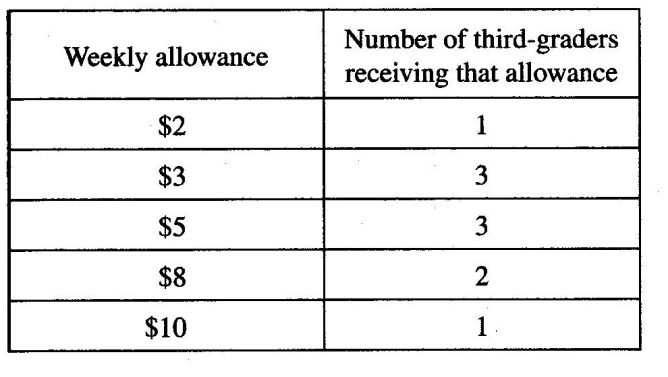 Weekly allowance
Number of third-graders
receiving that allowance
$2 1
$3 3
$5 3
$8 2
$10 1